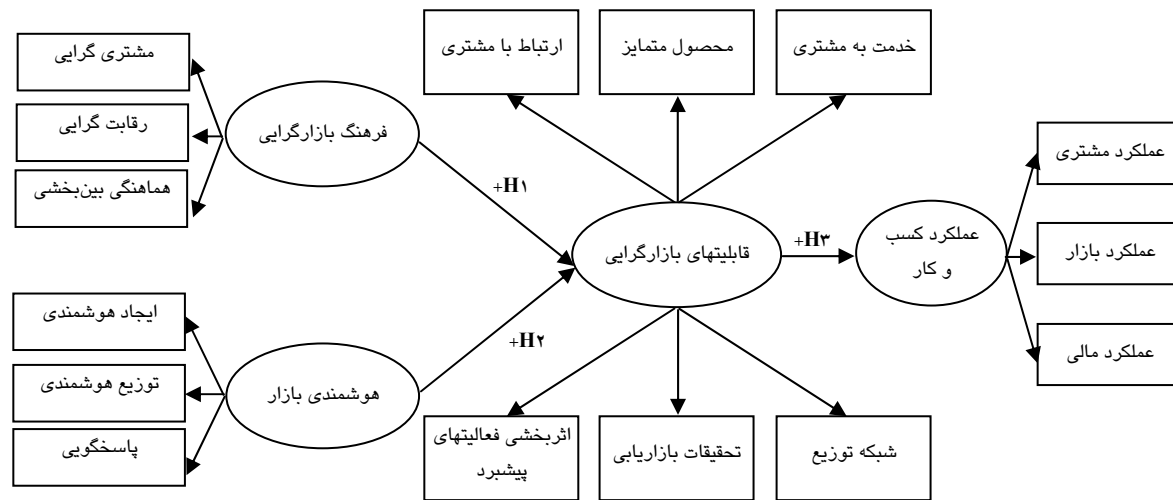 خدمت به مشتری
محصول متمایز
ارتباط با مشتری
مشتری گرایی
رقابت گرایی
هماهنگی بین‌بخشی
فرهنگ بازارگرایی
+H۱
عملکرد مشتری
عملکرد بازار
عملکرد مالی
عملکرد کسب
و کار
+H۳
قابلیتهای بازارگرایی
+H۲
ایجاد هوشمندی
توزیع هوشمندی
پاسخگویی
هوشمندی بازار
شبکه توزیع
تحقیقات بازاریابی
اثربخشی فعالیتهای
پیشبرد